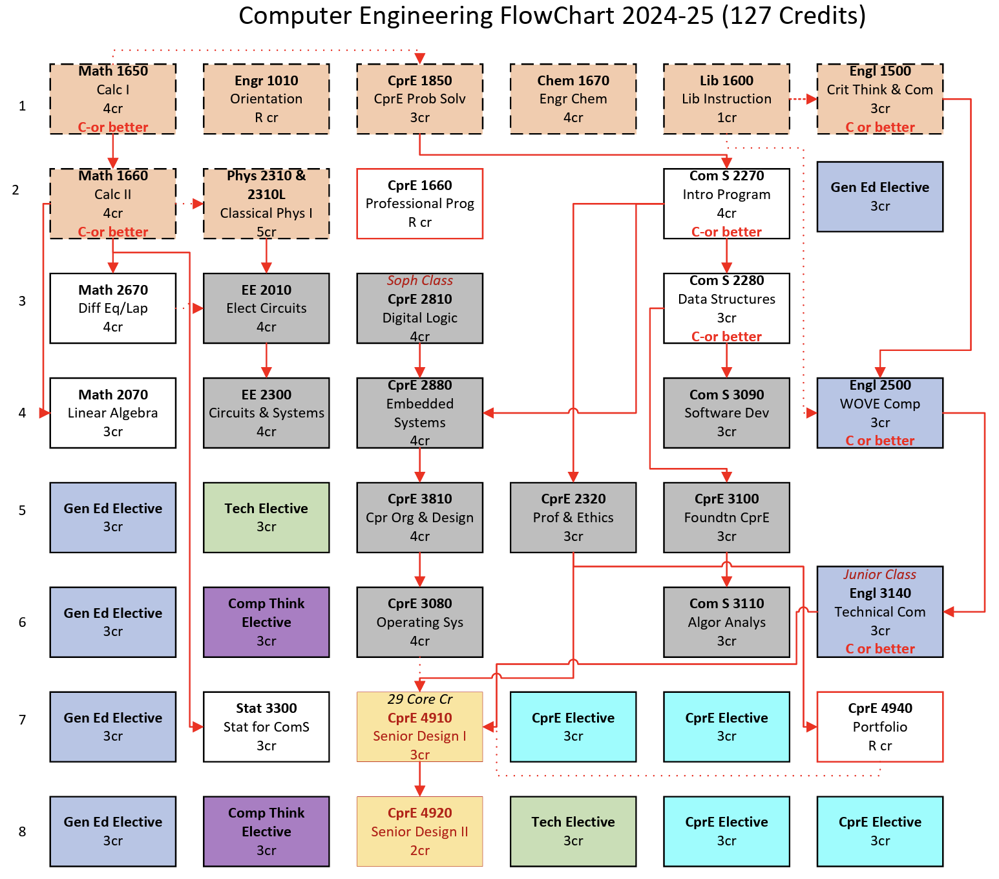 Computer Engineering FlowChart 2024-25 (127 Credits)
1
Math 1650
Calc I
4cr
C-or better
Engr 1010
Orientation
R cr
CprE 1850
CprE Prob Solv
3cr
Chem 1670
Engr Chem
4cr
Lib 1600
Lib Instruction
1cr
Engl 1500
Crit Think & Com
3cr
C or better
2
Math 1660
Calc II
4cr
C-or better
Phys 2310 &
2310L
Classical Phys I
5cr
CprE 1660
Professional Prog
R cr
Com S 2270
Intro Program
4cr
C-or better
Gen Ed Elective
3cr
3
Math 2670
Diff Eq/Lap
4cr
EE 2010
Elect Circuits
4cr
Soph Class
CprE 2810
Digital Logic
4cr
Com S 2280
Data Structures
3cr
C-or better
4
Math 2070
Linear Algebra
3cr
EE 2300
Circuits & Systems
4cr
CprE 2880
Embedded
Systems
4cr
Com S 3090
Software Dev
3cr
Engl 2500
WOVE Comp
3cr
C or better
5
Gen Ed Elective
3cr
Tech Elective
3cr
CprE 3810
Cpr Org & Design
4cr
CprE 2320
Prof & Ethics
3cr
CprE 3100
Foundtn CprE
3cr
6
Gen Ed Elective
3cr
Comp Think
Elective
3cr
CprE 3080
Operating Sys
4cr
Com S 3110
Algor Analys
3cr
Junior Class
Engl 3140
Technical Com
3cr
C or better
7
Gen Ed Elective
3cr
Stat 3300
Stat for ComS
3cr
29 Core Cr
CprE 4910
Senior Design I
3cr
CprE Elective
3cr
CprE Elective
3cr
CprE 4940
Portfolio
R cr
8
Gen Ed Elective
3cr
Comp Think
Elective
3cr
CprE 4920
Senior Design II
2cr
Tech Elective
3cr
CprE Elective
3cr
CprE Elective
3cr